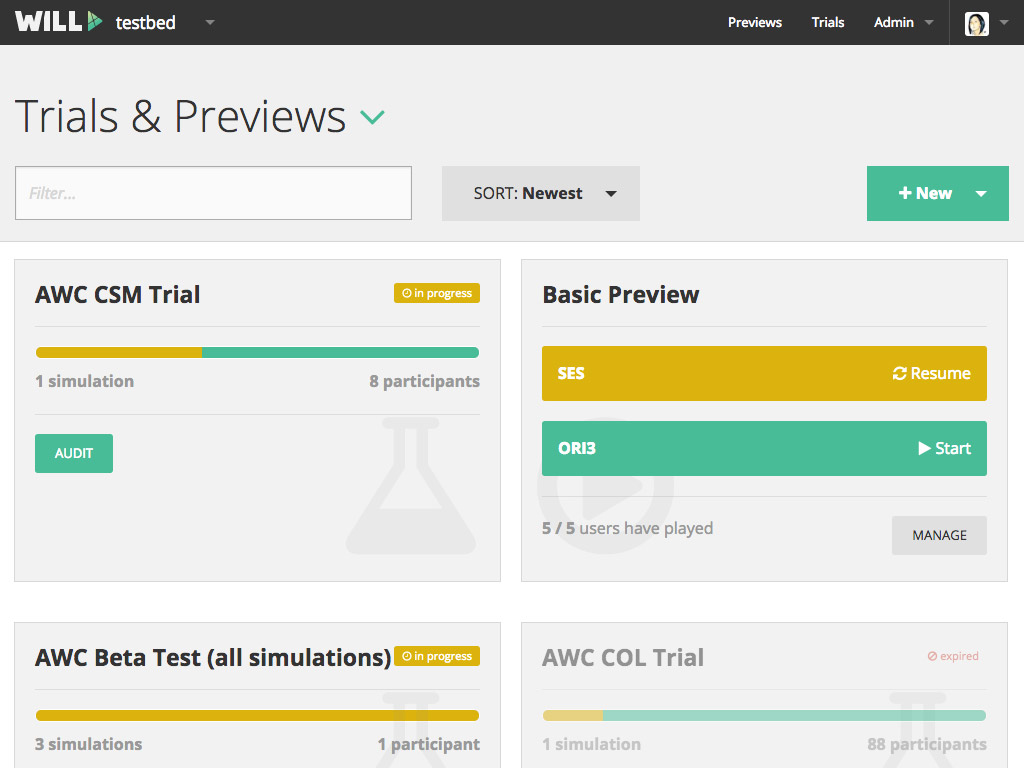 WILL testbed Previews Trials Admin
Trials & Previews
Filter... SORT: Newest + New
AWC CSM Trial in progress
1 simulation 8 participants
AUDIT
Basic Preview
SES Resume
ORI3 Start
5 / 5 users have played MANAGE
AWC Beta Test (all simulations) in progress
3 simulations 1 participant
AWC COL Trial expired
1 simulation 88 participants